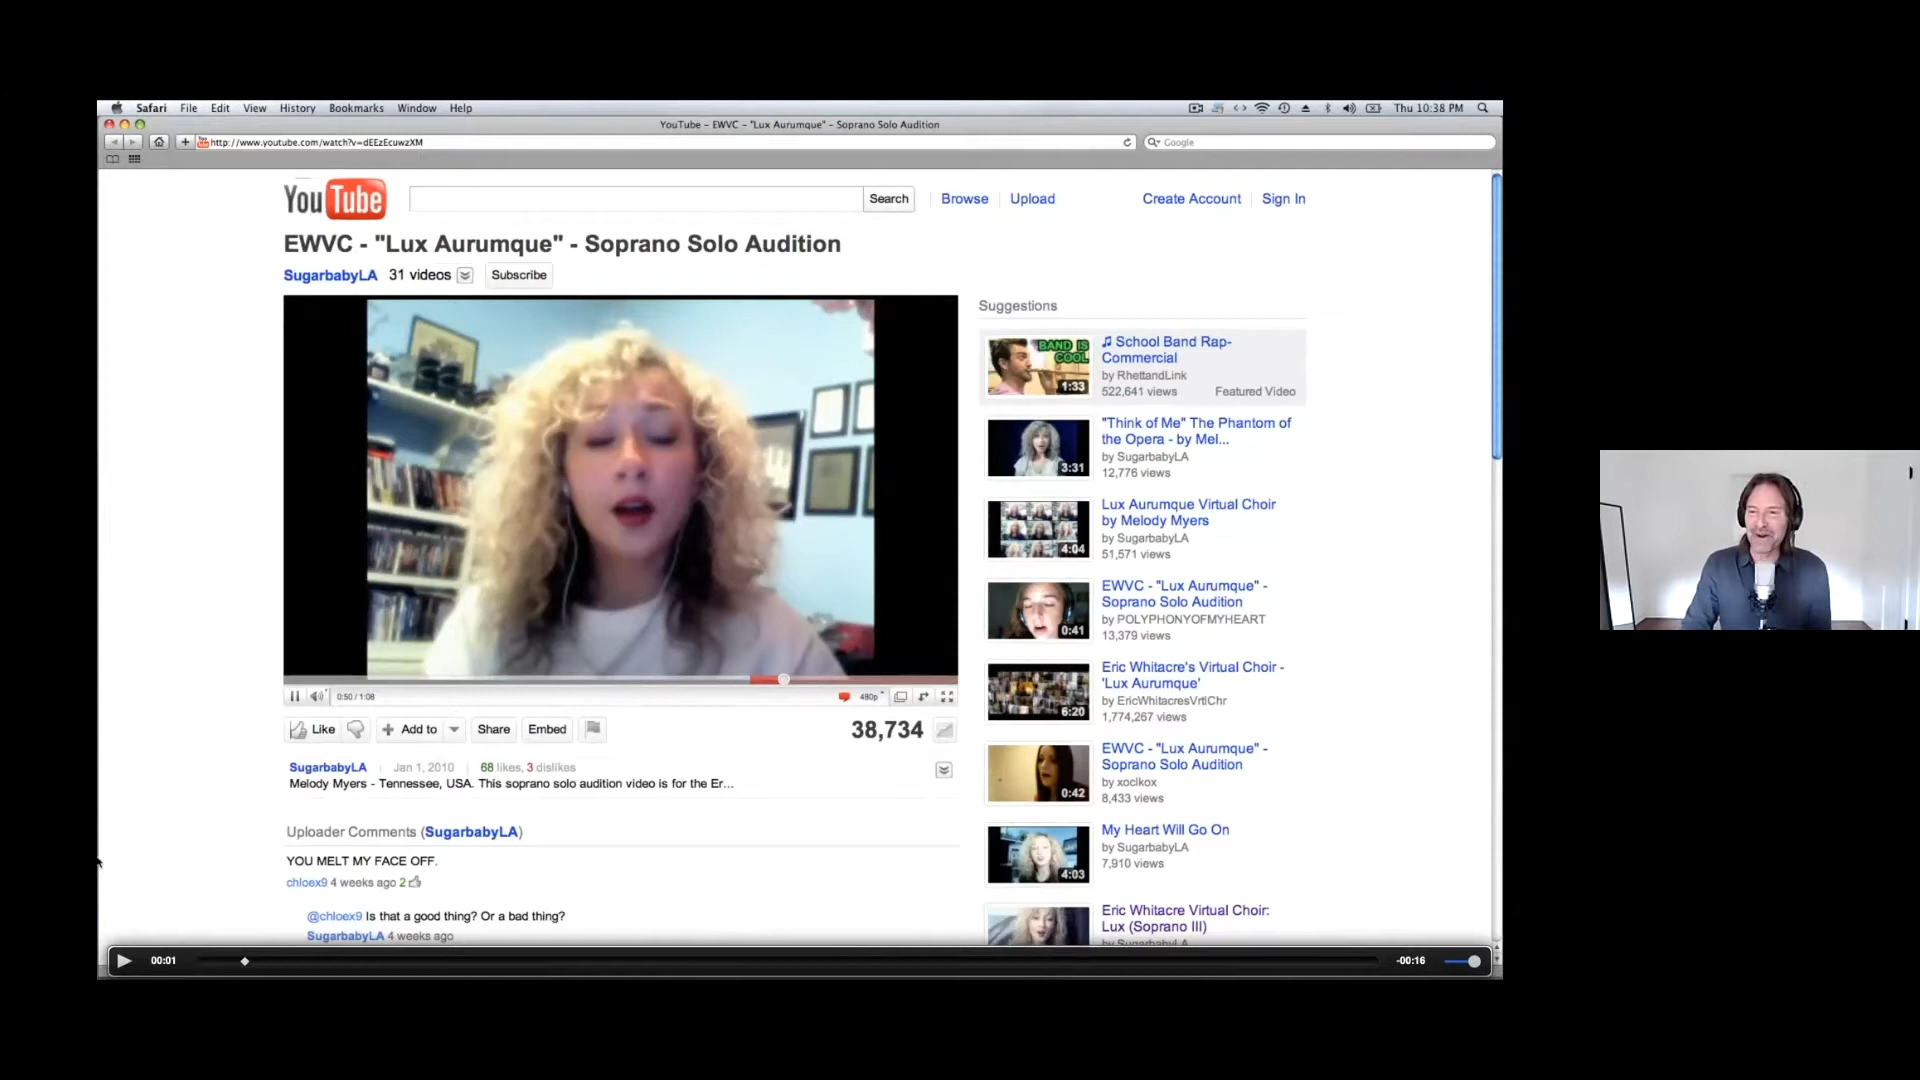 Safari File Edit View History Bookmarks Window Help Thu 10:38 PM
YouTube - EWVC - "Lux Aurumque" - Soprano Solo Audition
http://www.youtube.com/watch?v=dEEzEcuwzXM Google
YouTube Search Browse Upload Create Account Sign In
EWVC - "Lux Aurumque" - Soprano Solo Audition
SugarbabyLA 31 videos Subscribe
0:50 / 1:08 480p
Like Add to Share Embed 38,734
SugarbabyLA Jan 1, 2010 68 likes, 3 dislikes
Melody Myers - Tennessee, USA. This soprano solo audition video is for the Er...
Uploader Comments (SugarbabyLA)
YOU MELT MY FACE OFF.
chloex9 4 weeks ago 2
@chloex9 Is that a good thing? Or a bad thing?
SugarbabyLA 4 weeks ago
Suggestions
BAND IS
COOL
1:33
School Band Rap-
Commercial
by RhettandLink
522,641 views Featured Video
3:31
"Think of Me" The Phantom of
the Opera - by Mel...
by SugarbabyLA
12,776 views
4:04
Lux Aurumque Virtual Choir
by Melody Myers
by SugarbabyLA
51,571 views
0:41
EWVC - "Lux Aurumque" -
Soprano Solo Audition
by POLYPHONYOFMYHEART
13,379 views
6:20
Eric Whitacre's Virtual Choir -
'Lux Aurumque'
by EricWhitacresVrtlChr
1,774,267 views
0:42
EWVC - "Lux Aurumque" -
Soprano Solo Audition
by xoclkox
8,433 views
4:03
My Heart Will Go On
by SugarbabyLA
7,910 views
Eric Whitacre Virtual Choir:
Lux (Soprano III)
by SugarbabyLA
00:01 -00:16